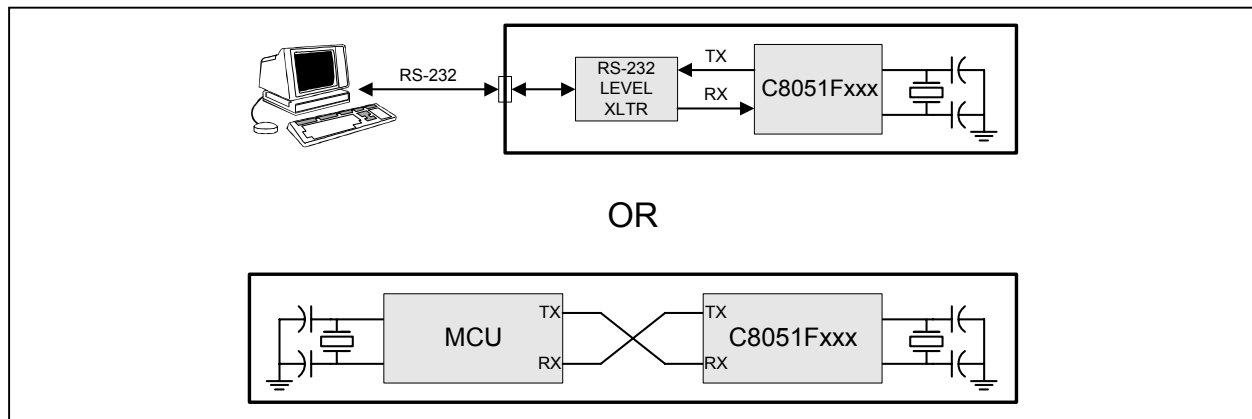 RS-232
RS-232
LEVEL
XLTR
TX
RX
C8051Fxxx
OR
MCU
TX
RX
TX
RX
C8051Fxxx